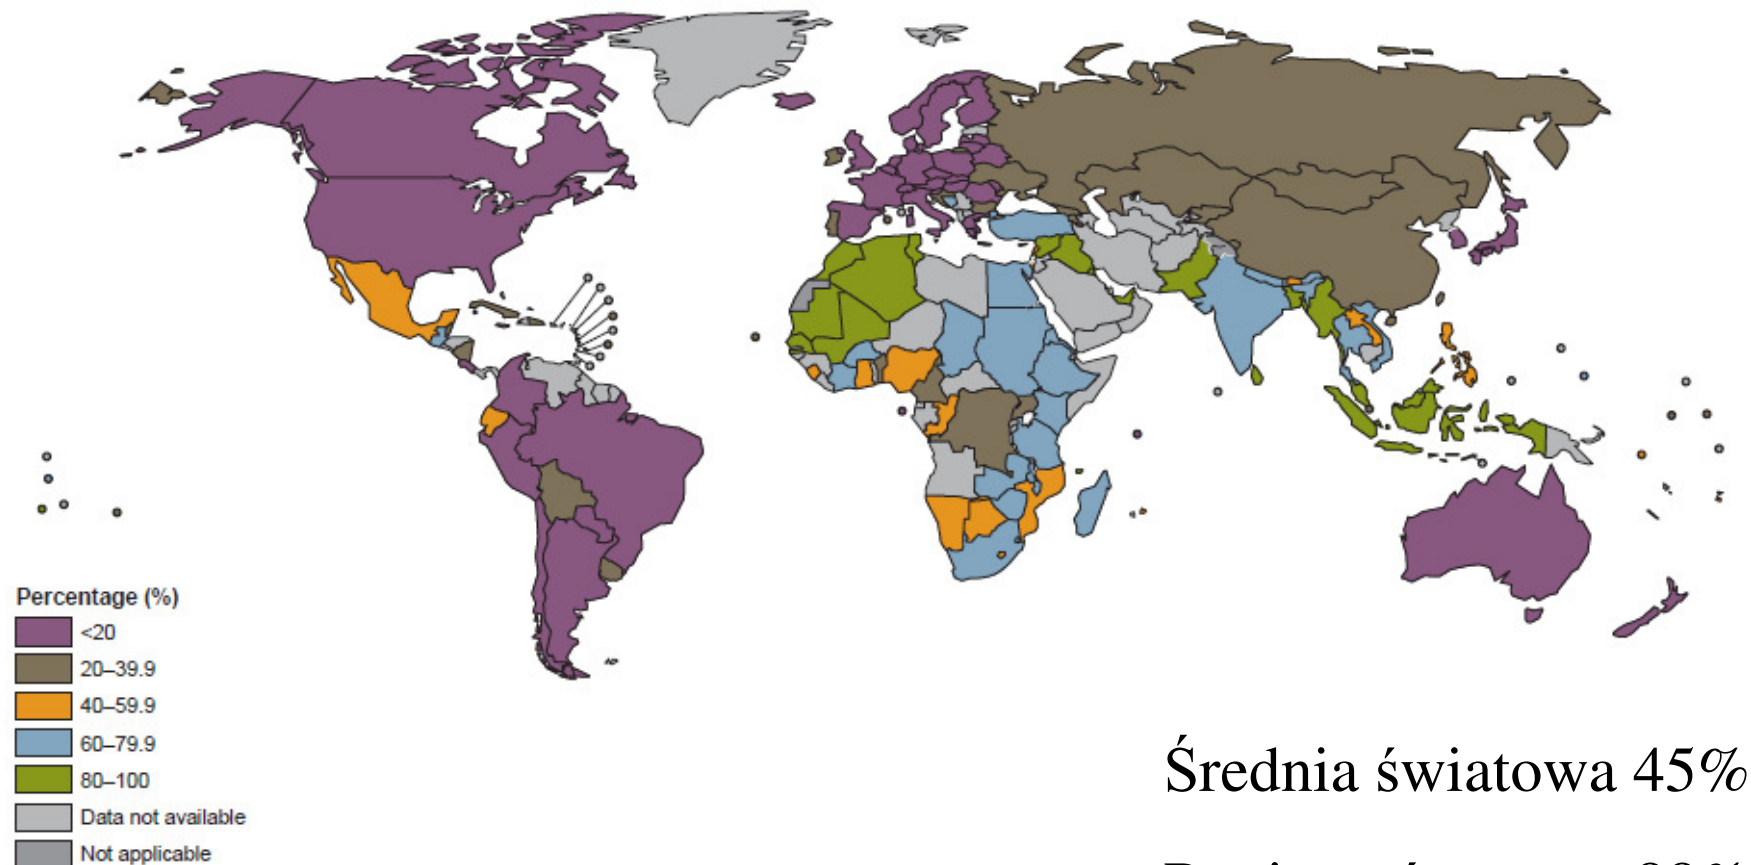 Percentage (%)
<20
20–39.9
40–59.9
60–79.9
80–100
Data not available
Not applicable
Średnia światowa 45%